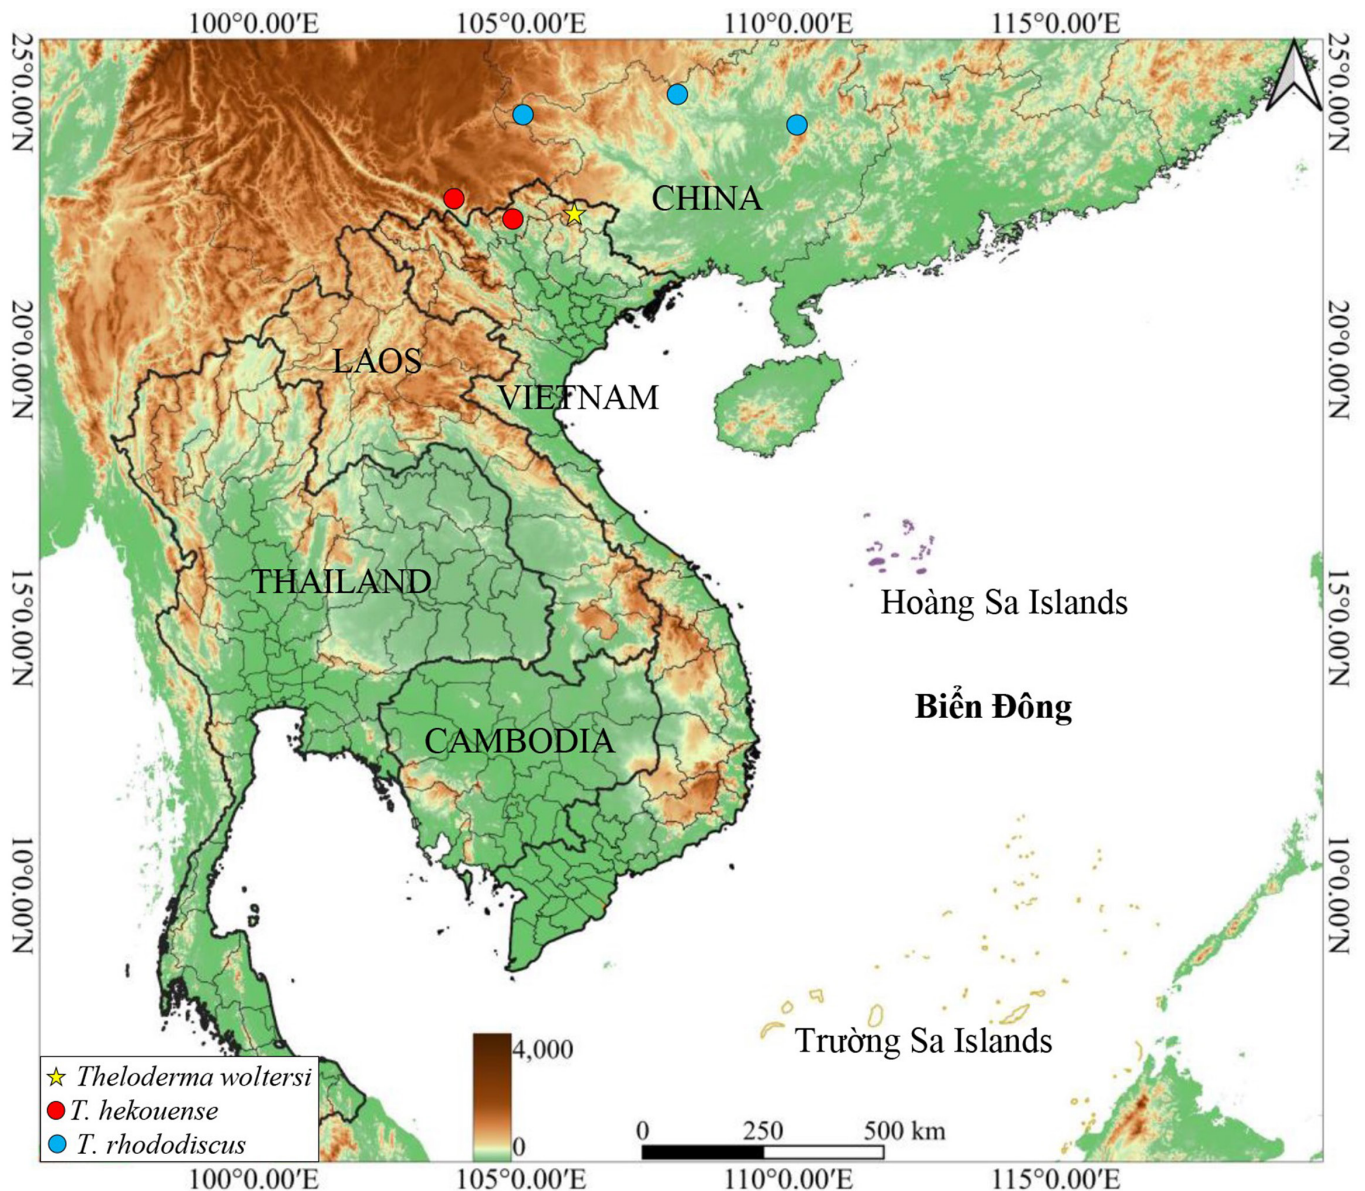 100°0.00'E 105°0.00'E 110°0.00'E 115°0.00'E
25°0.00'N
25°0.00'N
CHINA
20°0.00'N
20°0.00'N
LAOS
VIETNAM
15°0.00'N
15°0.00'N
THAILAND
Hoàng Sa Islands
Biển Đông
CAMBODIA
10°0.00'N
10°0.00'N
Trường Sa Islands
4,000
0
Theloderma woltersi
T. hekouense
T. rhododiscus
0 250 500 km
100°0.00'E 105°0.00'E 110°0.00'E 115°0.00'E